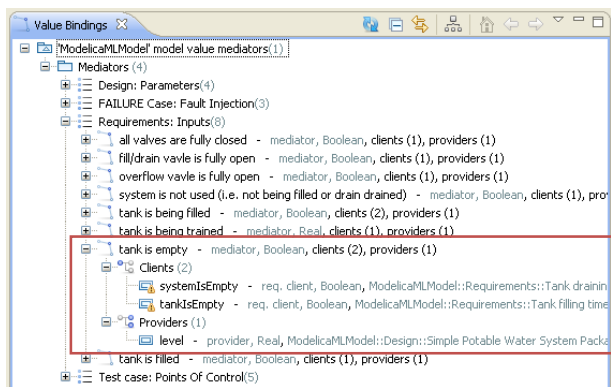 Value Bindings
'ModelicaMLModel' model value mediators(1)
Mediators (4)
Design: Parameters(4)
FAILURE Case: Fault Injection(3)
Requirements: Inputs(8)
all valves are fully closed - mediator, Boolean, clients (1), providers (1)
fill/drain vavle is fully open - mediator, Boolean, clients (1), providers (1)
overflow vavle is fully open - mediator, Boolean, clients (1), providers (1)
system is not used (i.e. not being filled or drain drained) - mediator, Boolean, clients (1), pro
tank is being filled - mediator, Boolean, clients (2), providers (1)
tank is being trained - mediator, Real, clients (1), providers (1)
tank is empty - mediator, Boolean, clients (2), providers (1)
Clients (2)
systemIsEmpty - req. client, Boolean, ModelicaMLModel::Requirements::Tank drainin
tankIsEmpty - req. client, Boolean, ModelicaMLModel::Requirements::Tank filling time
Providers (1)
level - provider, Real, ModelicaMLModel::Design::Simple Potable Water System Packa
tank is filled - mediator, Boolean, clients (1), providers (1)
Test case: Points Of Control(5)